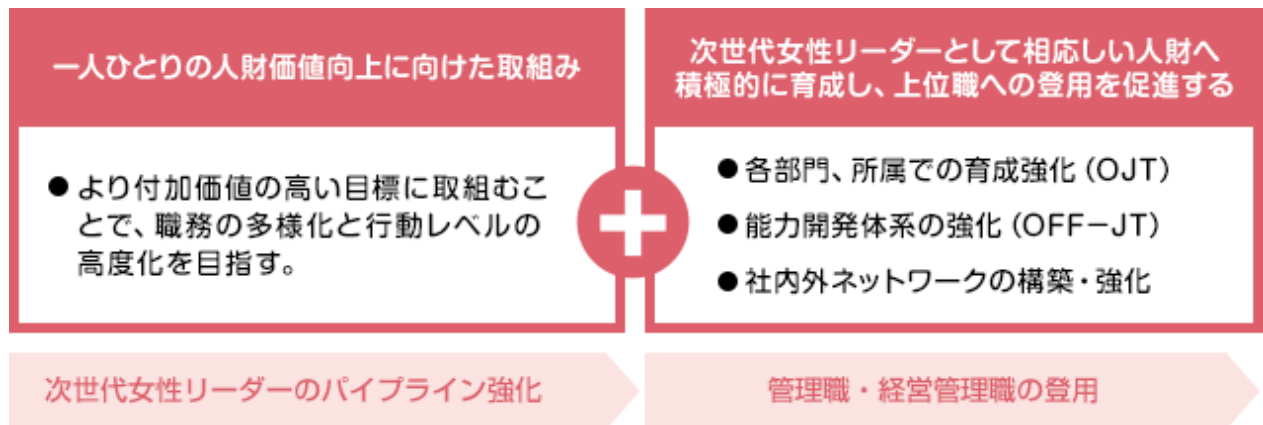 一人ひとりの人財価値向上に向けた取組み
● より付加価値の高い目標に取組むこ
とで、職務の多様化と行動レベルの
高度化を目指す。
次世代女性リーダーとして相応しい人財へ
積極的に育成し、上位職への登用を促進する
● 各部門、所属での育成強化（OJT）
● 能力開発体系の強化（OFF－JT）
● 社内外ネットワークの構築・強化
次世代女性リーダーのパイプライン強化
管理職・経営管理職の登用